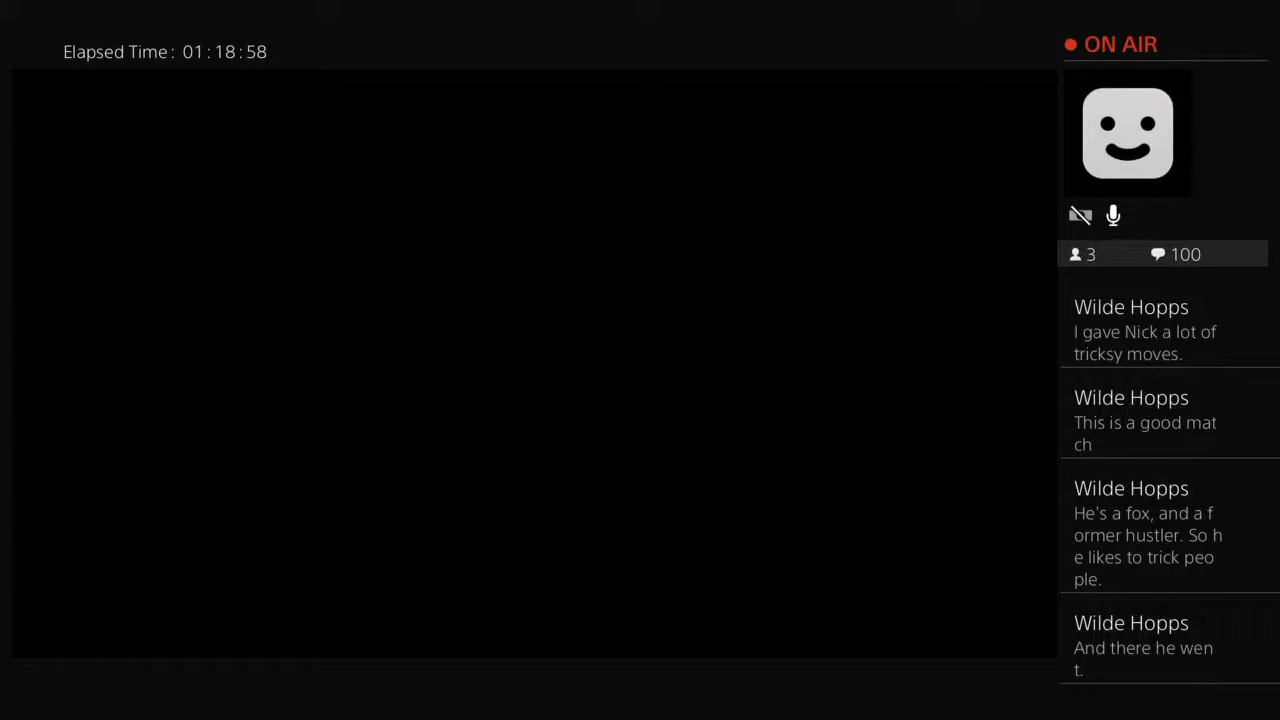 Elapsed Time: 01:18:58
ON AIR
3 100
Wilde Hopps
I gave Nick a lot of
tricksy moves.
Wilde Hopps
This is a good mat
ch
Wilde Hopps
He's a fox, and a f
ormer hustler. So h
e likes to trick peo
ple.
Wilde Hopps
And there he wen
t.